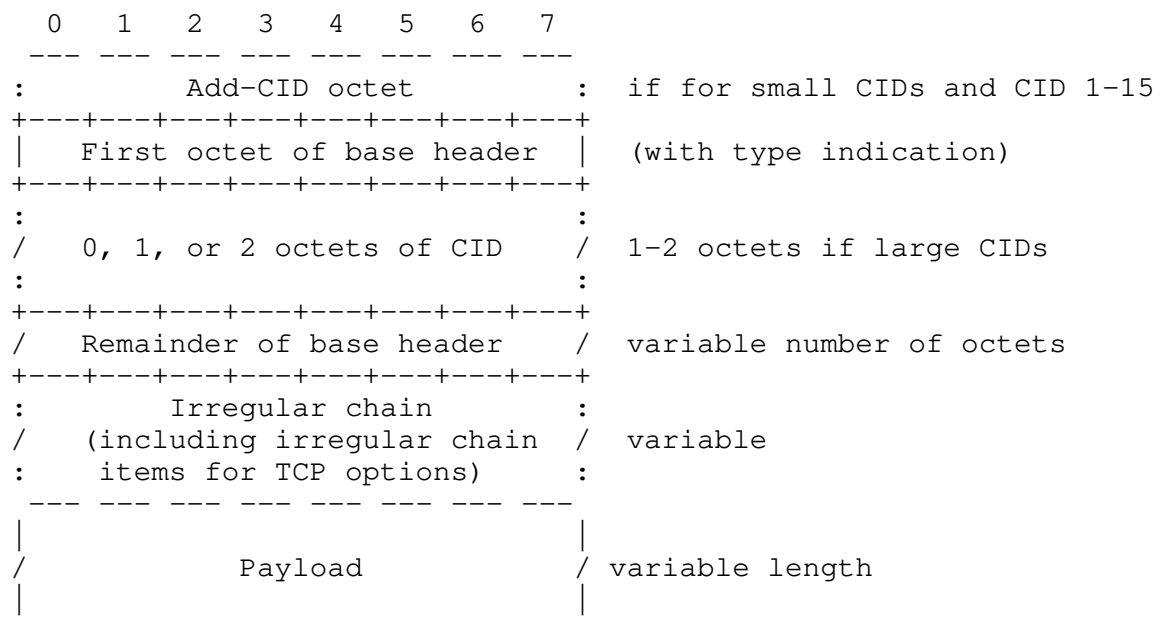 0 1 2 3 4 5 6 7
--- --- --- --- --- --- --- ---
: Add-CID octet : if for small CIDs and CID 1-15
+---+---+---+---+---+---+---+---+
| First octet of base header | (with type indication)
+---+---+---+---+---+---+---+---+
: :
/ 0, 1, or 2 octets of CID / 1-2 octets if large CIDs
: :
+---+---+---+---+---+---+---+---+
/ Remainder of base header / variable number of octets
+---+---+---+---+---+---+---+---+
: Irregular chain :
/ (including irregular chain / variable
: items for TCP options) :
--- --- --- --- --- --- --- ---
| |
/ Payload / variable length
| |